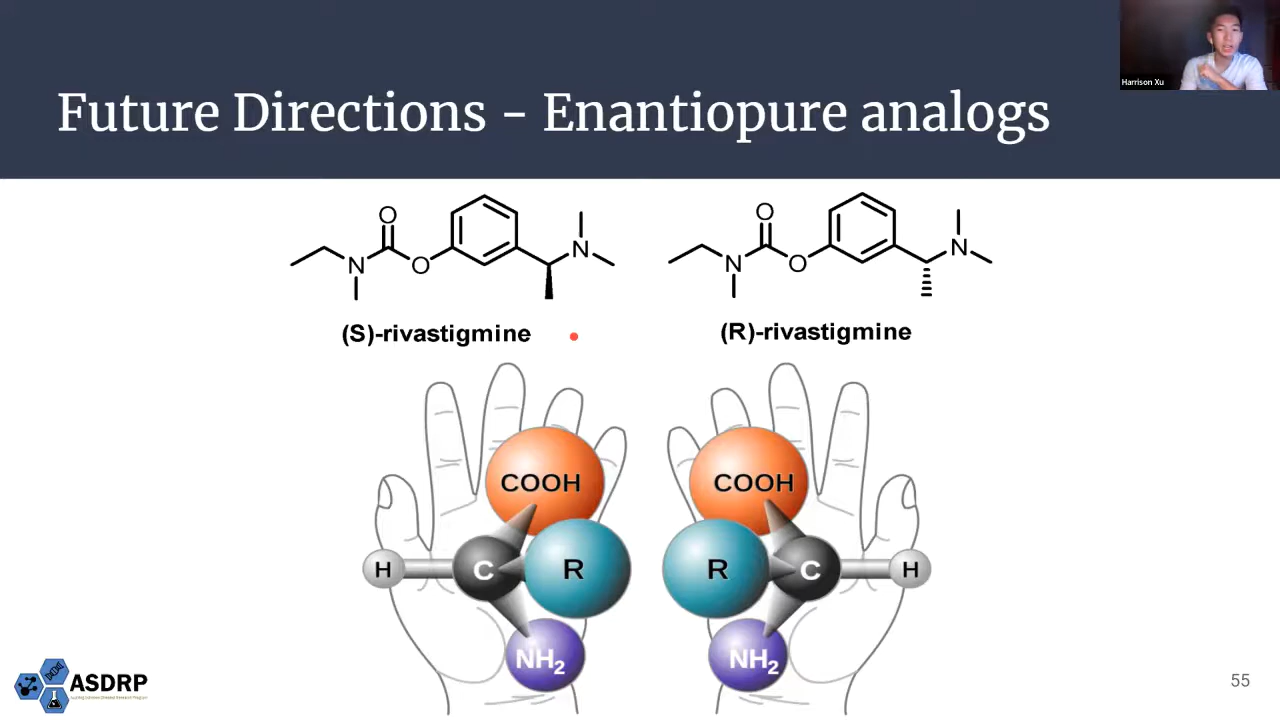 Harrison Xu
Future Directions - Enantiopure analogs
O
N
O
N
O
N
O
N
(S)-rivastigmine
(R)-rivastigmine
COOH
COOH
H
C
R
R
C
H
NH2
NH2
ASDRP
55